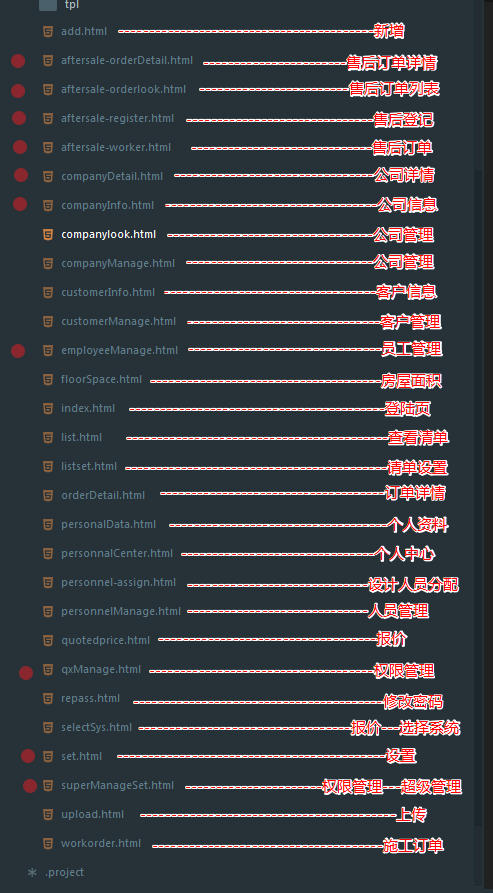 tpl
add.html 新增
aftersale-orderDetail.html 售后订单详情
aftersale-orderlook.html 售后订单列表
aftersale-register.html 售后登记
aftersale-worker.html 售后订单
companyDetail.html 公司详情
companyInfo.html 公司信息
companylook.html 公司管理
companyManage.html 公司管理
customerInfo.html 客户信息
customerManage.html 客户管理
employeeManage.html 员工管理
floorSpace.html 房屋面积
index.html 登陆页
list.html 查看清单
listset.html 清单设置
orderDetail.html 订单详情
personalData.html 个人资料
personnalCenter.html 个人中心
personnel-assign.html 设计人员分配
personnelManage.html 人员管理
quotedprice.html 报价
qxManage.html 权限管理
repass.html 修改密码
selectSys.html 报价---选择系统
set.html 设置
superManageSet.html 权限管理---超级管理
upload.html 上传
workorder.html 施工订单
.project